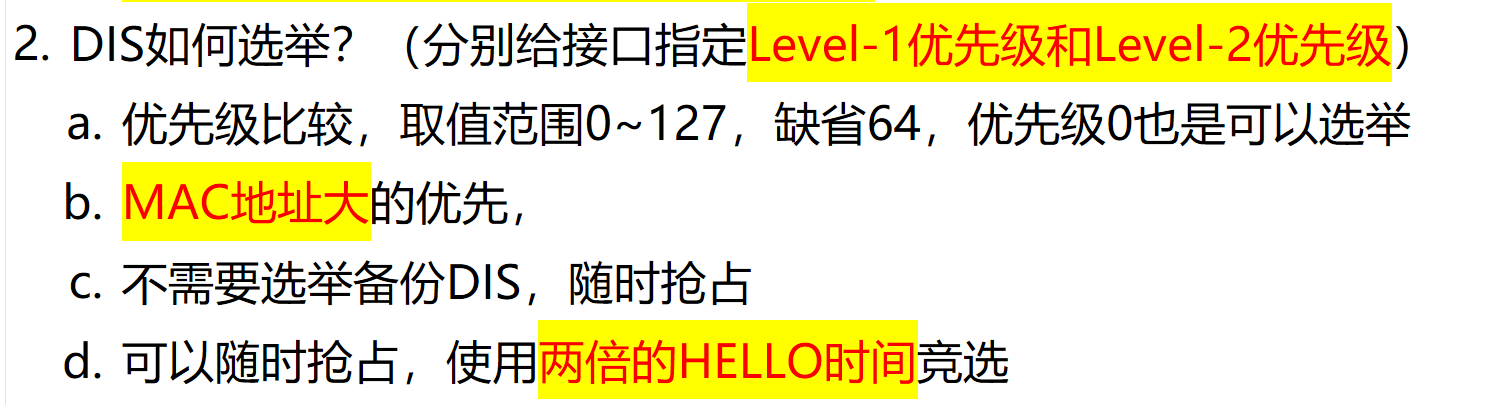 2. DIS如何选举？（分别给接口指定Level-1优先级和Level-2优先级）
a. 优先级比较，取值范围0~127，缺省64，优先级0也是可以选举
b. MAC地址大的优先，
c. 不需要选举备份DIS，随时抢占
d. 可以随时抢占，使用两倍的HELLO时间竞选